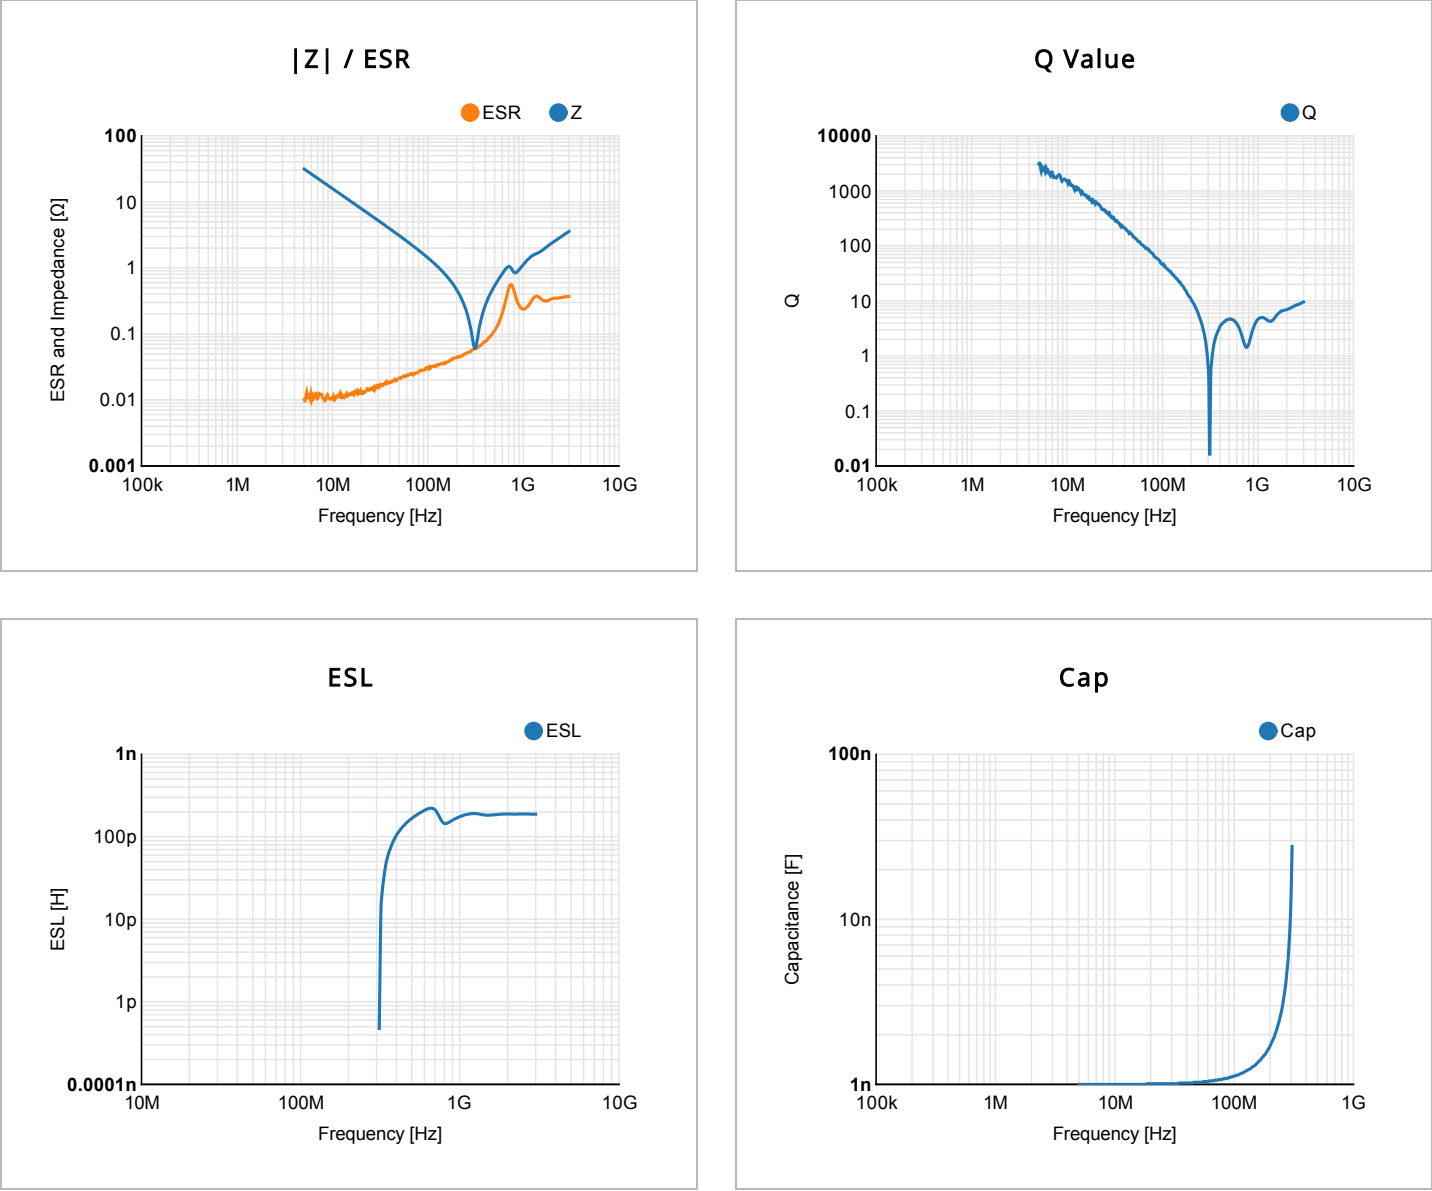 |Z| / ESR
ESR Z
100
10
1
0.1
0.01
0.001
ESR and Impedance [Ω]
100k 1M 10M 100M 1G 10G
Frequency [Hz]
Q Value
Q
10000
1000
100
10
1
0.1
0.01
Q
100k 1M 10M 100M 1G 10G
Frequency [Hz]
ESL
ESL
1n
100p
10p
1p
0.0001n
ESL [H]
10M 100M 1G 10G
Frequency [Hz]
Cap
Cap
100n
10n
1n
Capacitance [F]
100k 1M 10M 100M 1G
Frequency [Hz]